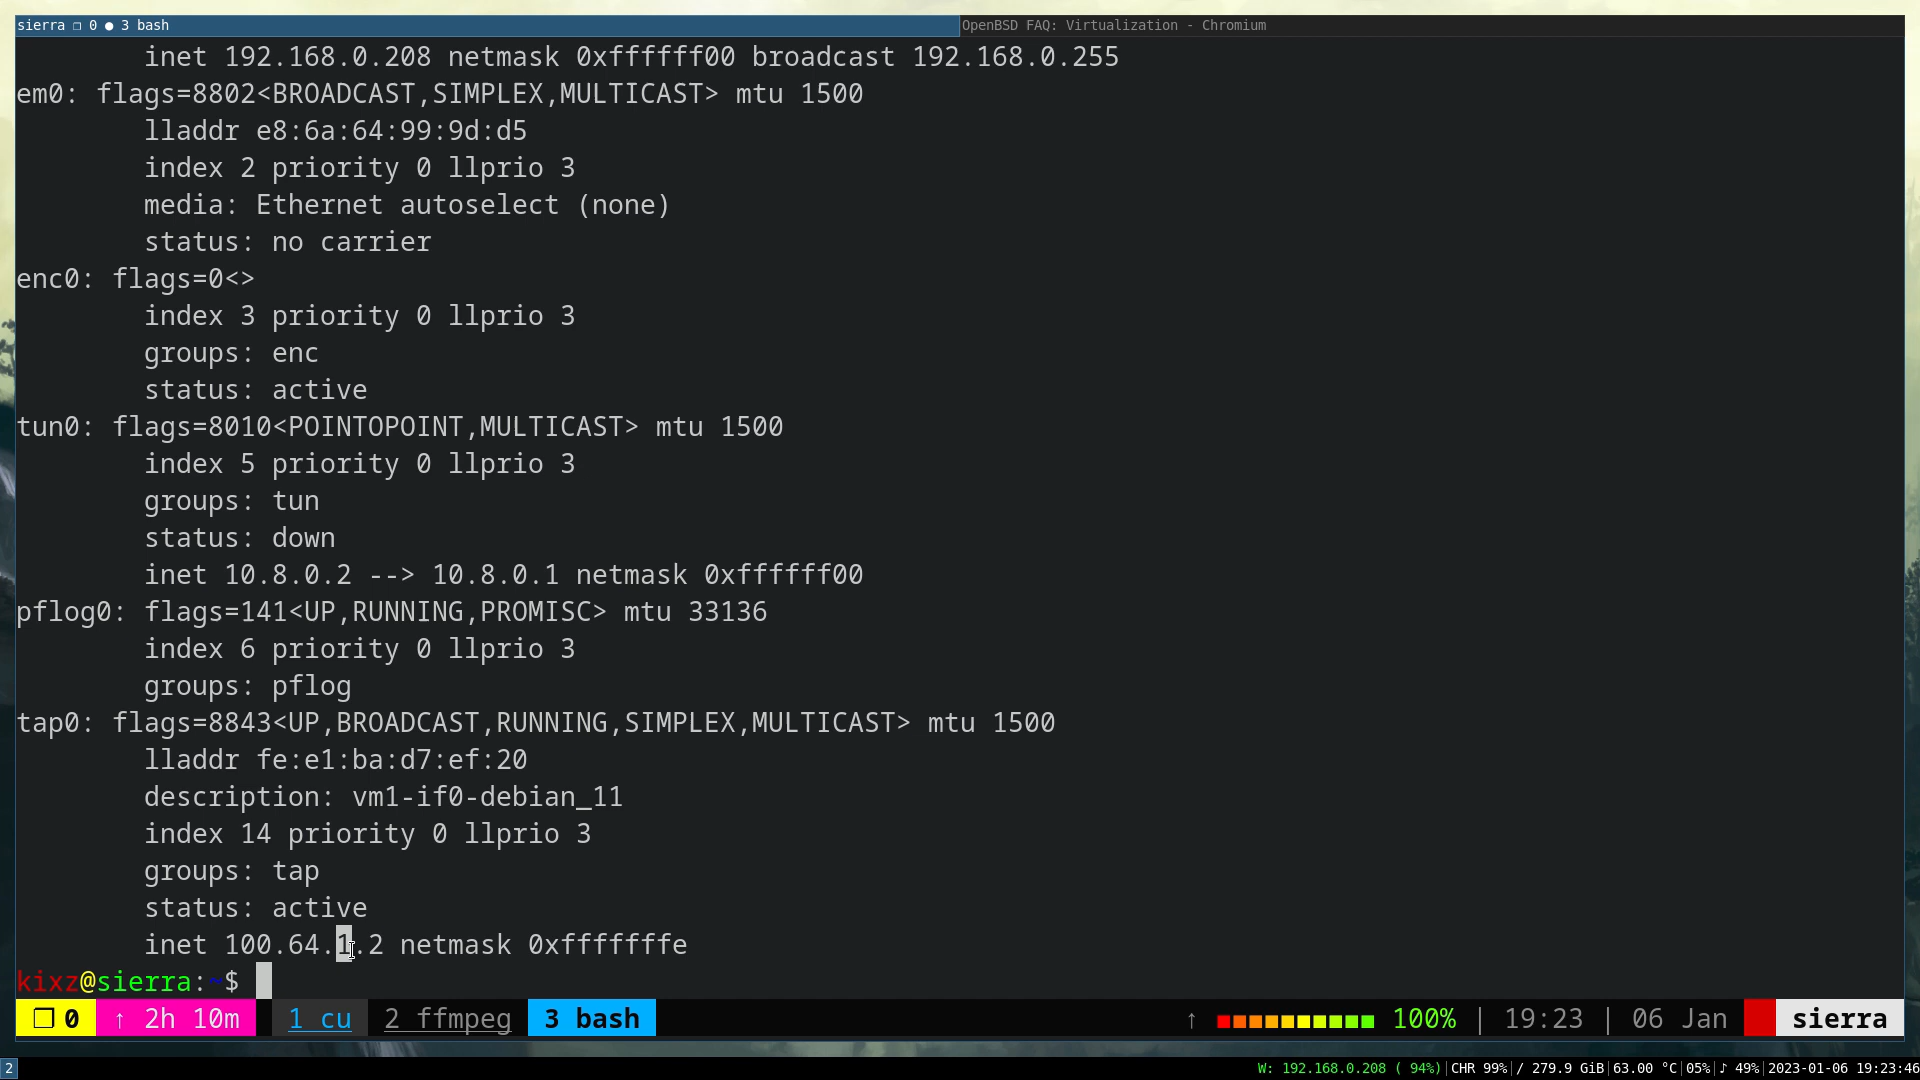 sierra ❐ 0 ● 3 bash
OpenBSD FAQ: Virtualization - Chromium
inet 192.168.0.208 netmask 0xffffff00 broadcast 192.168.0.255
em0: flags=8802<BROADCAST,SIMPLEX,MULTICAST> mtu 1500
lladdr e8:6a:64:99:9d:d5
index 2 priority 0 llprio 3
media: Ethernet autoselect (none)
status: no carrier
enc0: flags=0<>
index 3 priority 0 llprio 3
groups: enc
status: active
tun0: flags=8010<POINTOPOINT,MULTICAST> mtu 1500
index 5 priority 0 llprio 3
groups: tun
status: down
inet 10.8.0.2 --> 10.8.0.1 netmask 0xffffff00
pflog0: flags=141<UP,RUNNING,PROMISC> mtu 33136
index 6 priority 0 llprio 3
groups: pflog
tap0: flags=8843<UP,BROADCAST,RUNNING,SIMPLEX,MULTICAST> mtu 1500
lladdr fe:e1:ba:d7:ef:20
description: vm1-if0-debian_11
index 14 priority 0 llprio 3
groups: tap
status: active
inet 100.64.1.2 netmask 0xfffffffe
kixz@sierra:~$
❐ 0 ↑ 2h 10m 1 cu 2 ffmpeg 3 bash ↑ 100% | 19:23 | 06 Jan sierra
2 W: 192.168.0.208 ( 94%)|CHR 99%|/ 279.9 GiB|63.00 °C|05%|♪ 49%|2023-01-06 19:23:46